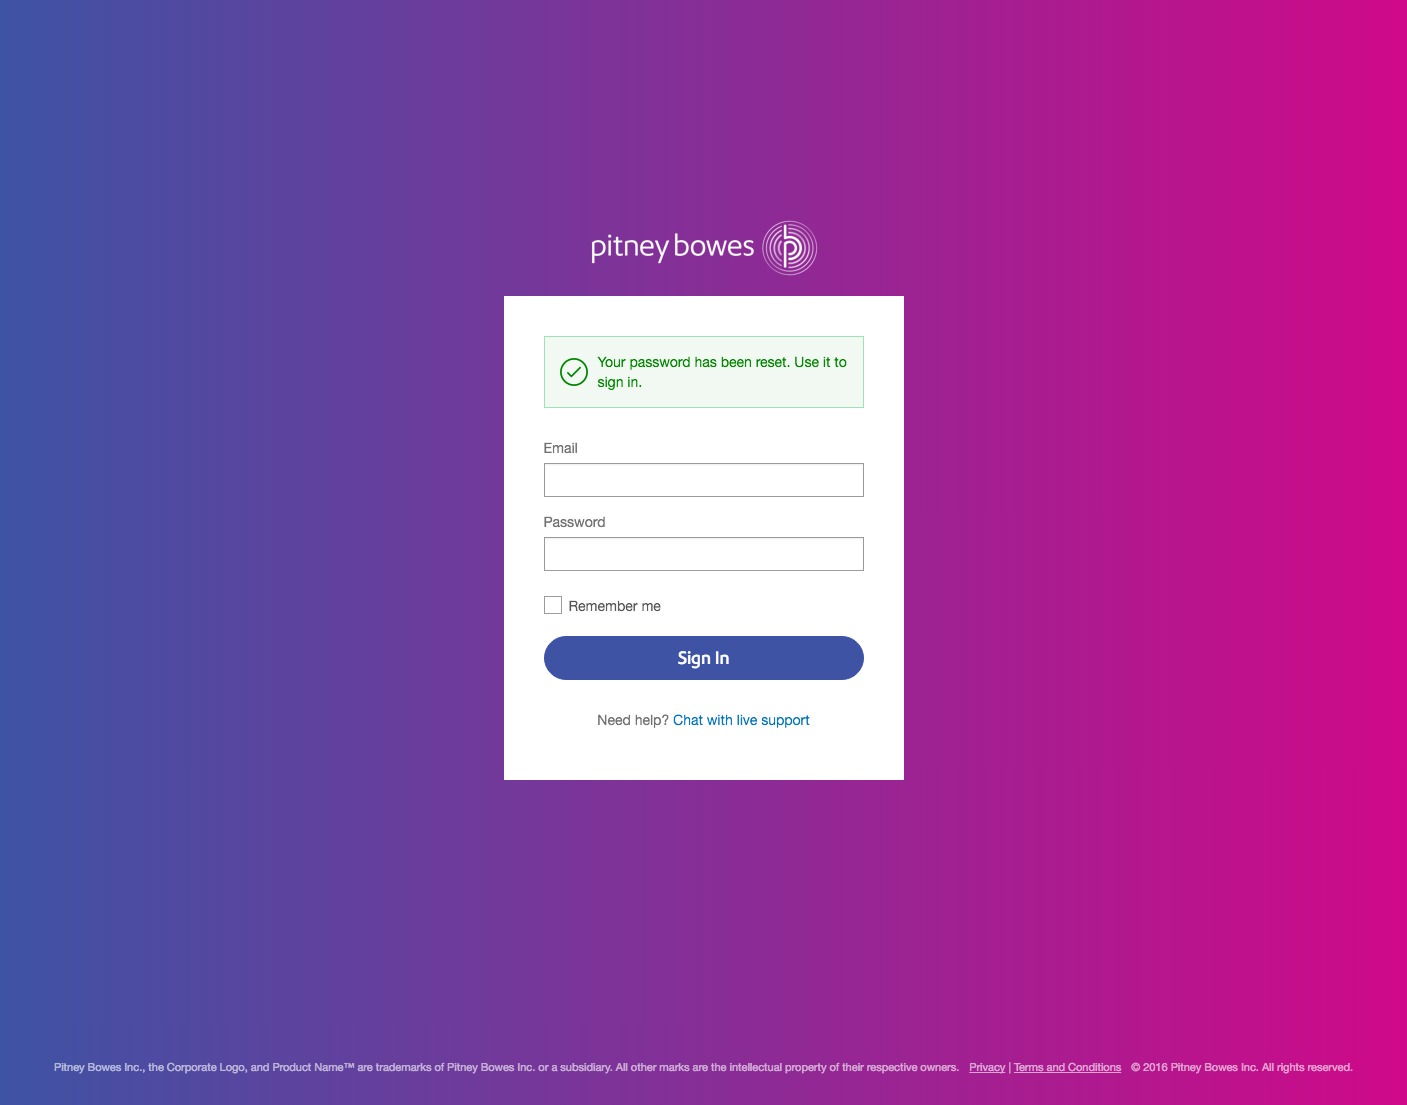 pitney bowes
Your password has been reset. Use it to
sign in.
Email
Password
Remember me
Sign In
Need help? Chat with live support
Pitney Bowes Inc., the Corporate Logo, and Product Name™ are trademarks of Pitney Bowes Inc. or a subsidiary. All other marks are the intellectual property of their respective owners. Privacy | Terms and Conditions © 2016 Pitney Bowes Inc. All rights reserved.